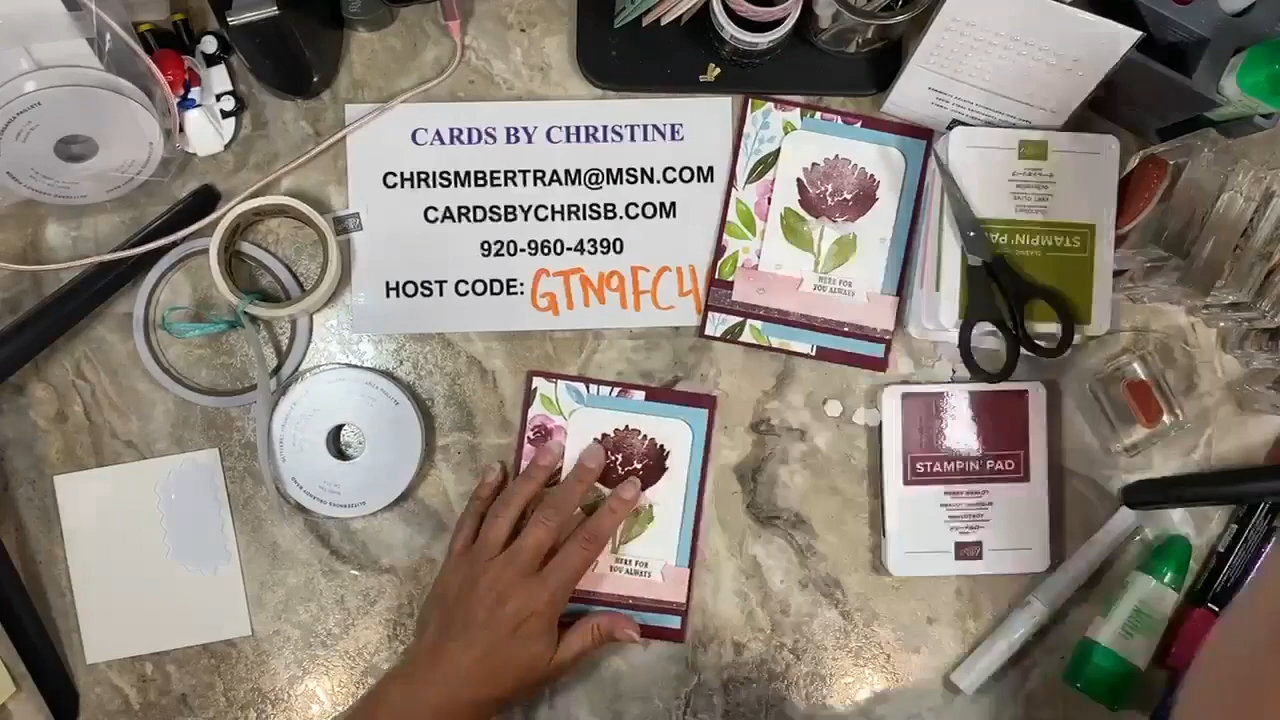 CARDS BY CHRISTINE
CHRISMBERTRAM@MSN.COM
CARDSBYCHRISB.COM
920-960-4390
HOST CODE: GTN9FC4
HERE FOR
YOU ALWAYS
STAMPIN' PA
HERE FOR
YOU ALWAYS
STAMPIN' PAD